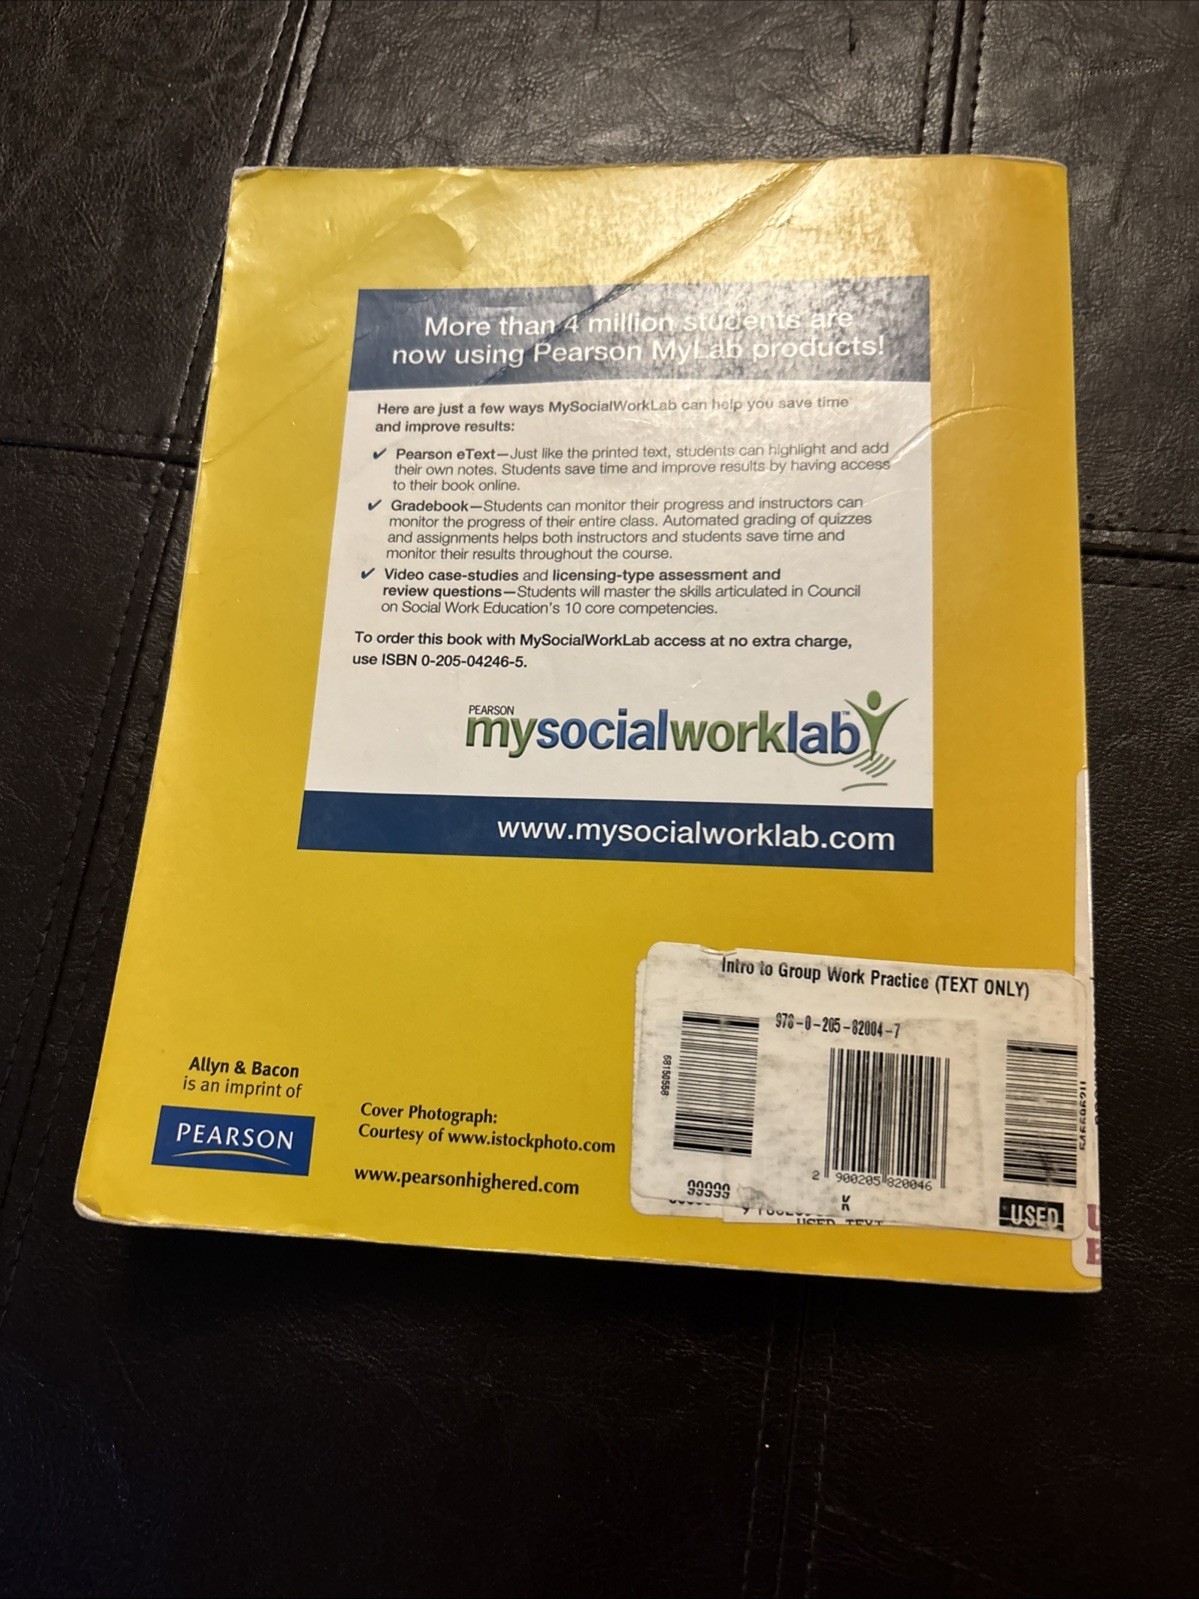 More than 4 million students are
now using Pearson MyLab products!
Here are just a few ways MySocialWorkLab can help you save time
and improve results:
✔ Pearson eText—Just like the printed text, students can highlight and add
their own notes. Students save time and improve results by having access
to their book online.
✔ Gradebook—Students can monitor their progress and instructors can
monitor the progress of their entire class. Automated grading of quizzes
and assignments helps both instructors and students save time and
monitor their results throughout the course.
✔ Video case-studies and licensing-type assessment and
review questions—Students will master the skills articulated in Council
on Social Work Education's 10 core competencies.
To order this book with MySocialWorkLab access at no extra charge,
use ISBN 0-205-04246-5.
PEARSON
mysocialworklab™
www.mysocialworklab.com
Intro to Group Work Practice (TEXT ONLY)
978-0-205-82004-7
68150558
2 900205 820046
99999
K
USED
USED TEXT
Allyn & Bacon
is an imprint of
PEARSON
Cover Photograph:
Courtesy of www.istockphoto.com
www.pearsonhighered.com